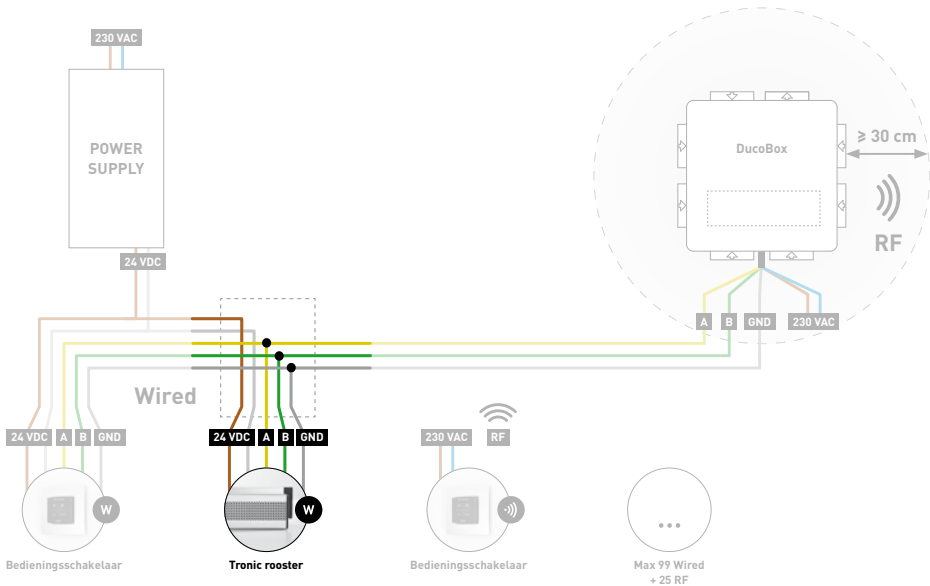 230 VAC
POWER
SUPPLY
24 VDC
DucoBox
≥ 30 cm
RF
A B GND 230 VAC
Wired
24 VDC A B GND
24 VDC A B GND
230 VAC RF
W
W
Bedieningsschakelaar
Tronic rooster
Bedieningsschakelaar
...
Max 99 Wired
+ 25 RF